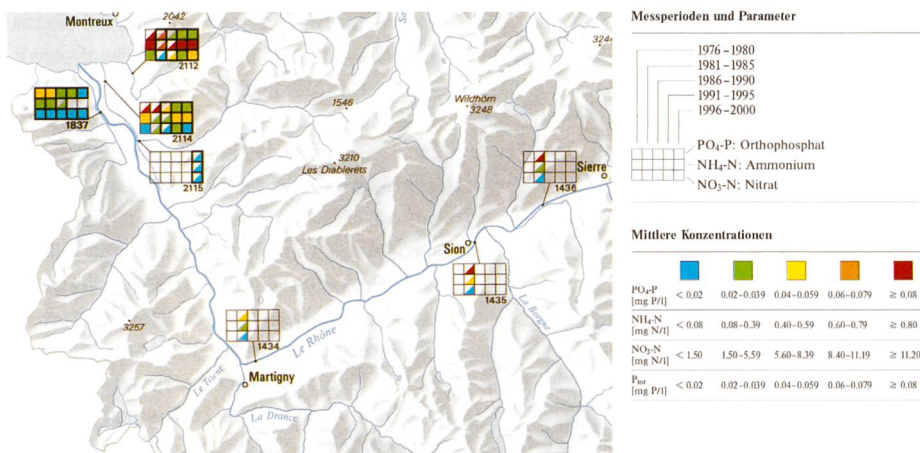 Montreux
2042
2112
1837
2114
2115
1546
Wildhorn
3248
324
3210
Les Diablerets
1436
Sierre
Sion
1435
La Borgne
3257
1434
Le Rhône
Le Trient
Martigny
La Drance
Sa
Messperioden und Parameter
1976–1980
1981–1985
1986–1990
1991–1995
1996–2000
PO₄-P: Orthophosphat
NH₄-N: Ammonium
NO₃-N: Nitrat
Mittlere Konzentrationen
PO₄-P [mg P/l] < 0.02 0.02–0.039 0.04–0.059 0.06–0.079 ≥ 0.08
NH₄-N [mg N/l] < 0.08 0.08–0.39 0.40–0.59 0.60–0.79 ≥ 0.80
NO₃-N [mg N/l] < 1.50 1.50–5.59 5.60–8.39 8.40–11.19 ≥ 11.20
Ptot [mg P/l] < 0.02 0.02–0.039 0.04–0.059 0.06–0.079 ≥ 0.08